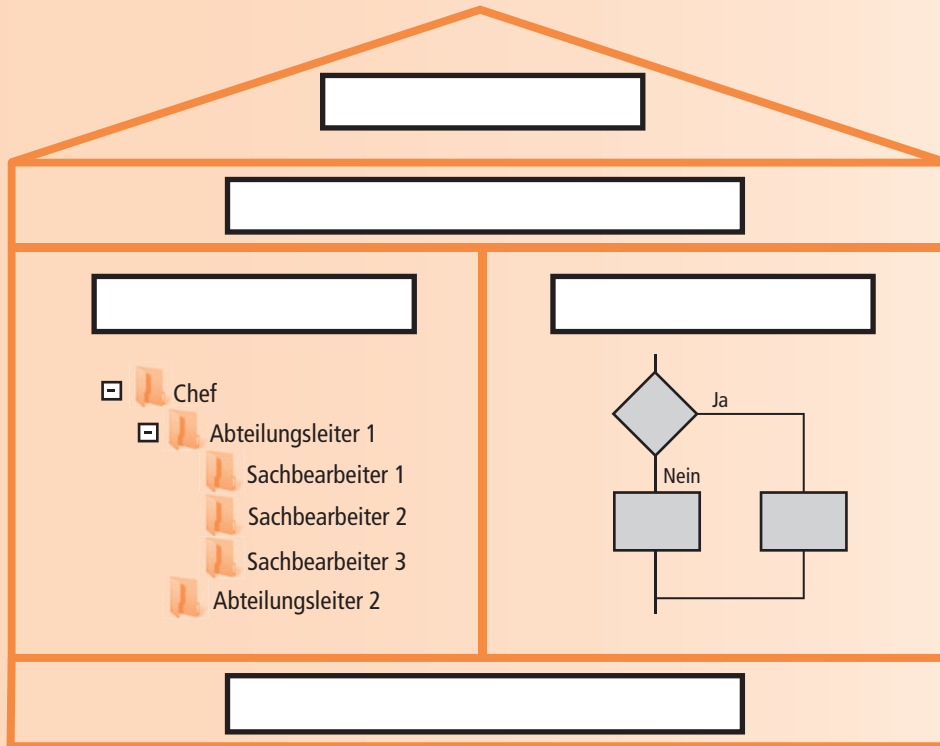 Chef
Abteilungsleiter 1
Sachbearbeiter 1
Sachbearbeiter 2
Sachbearbeiter 3
Abteilungsleiter 2
Ja
Nein